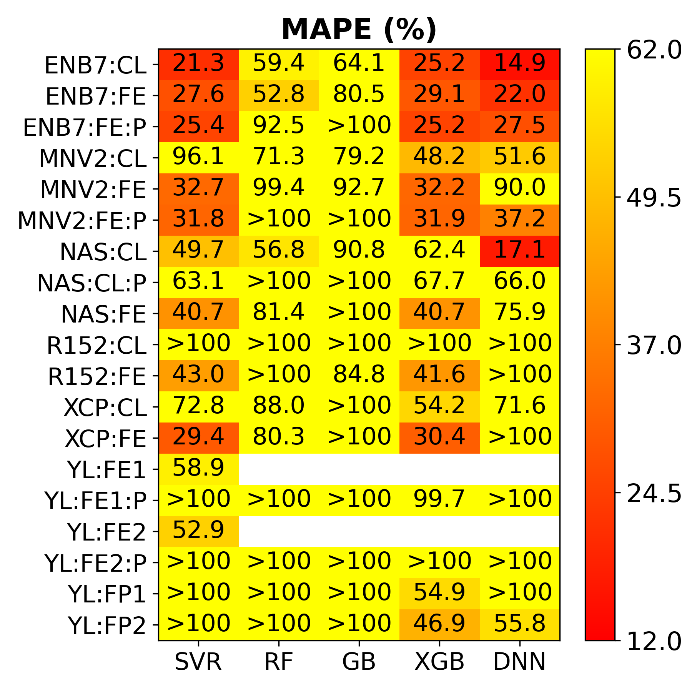 MAPE (%)
ENB7:CL 21.3 59.4 64.1 25.2 14.9
ENB7:FE 27.6 52.8 80.5 29.1 22.0
ENB7:FE:P 25.4 92.5 >100 25.2 27.5
MNV2:CL 96.1 71.3 79.2 48.2 51.6
MNV2:FE 32.7 99.4 92.7 32.2 90.0
MNV2:FE:P 31.8 >100 >100 31.9 37.2
NAS:CL 49.7 56.8 90.8 62.4 17.1
NAS:CL:P 63.1 >100 >100 67.7 66.0
NAS:FE 40.7 81.4 >100 40.7 75.9
R152:CL >100 >100 >100 >100 >100
R152:FE 43.0 >100 84.8 41.6 >100
XCP:CL 72.8 88.0 >100 54.2 71.6
XCP:FE 29.4 80.3 >100 30.4 >100
YL:FE1 58.9
YL:FE1:P >100 >100 >100 99.7 >100
YL:FE2 52.9
YL:FE2:P >100 >100 >100 >100 >100
YL:FP1 >100 >100 >100 54.9 >100
YL:FP2 >100 >100 >100 46.9 55.8
SVR RF GB XGB DNN
62.0
49.5
37.0
24.5
12.0